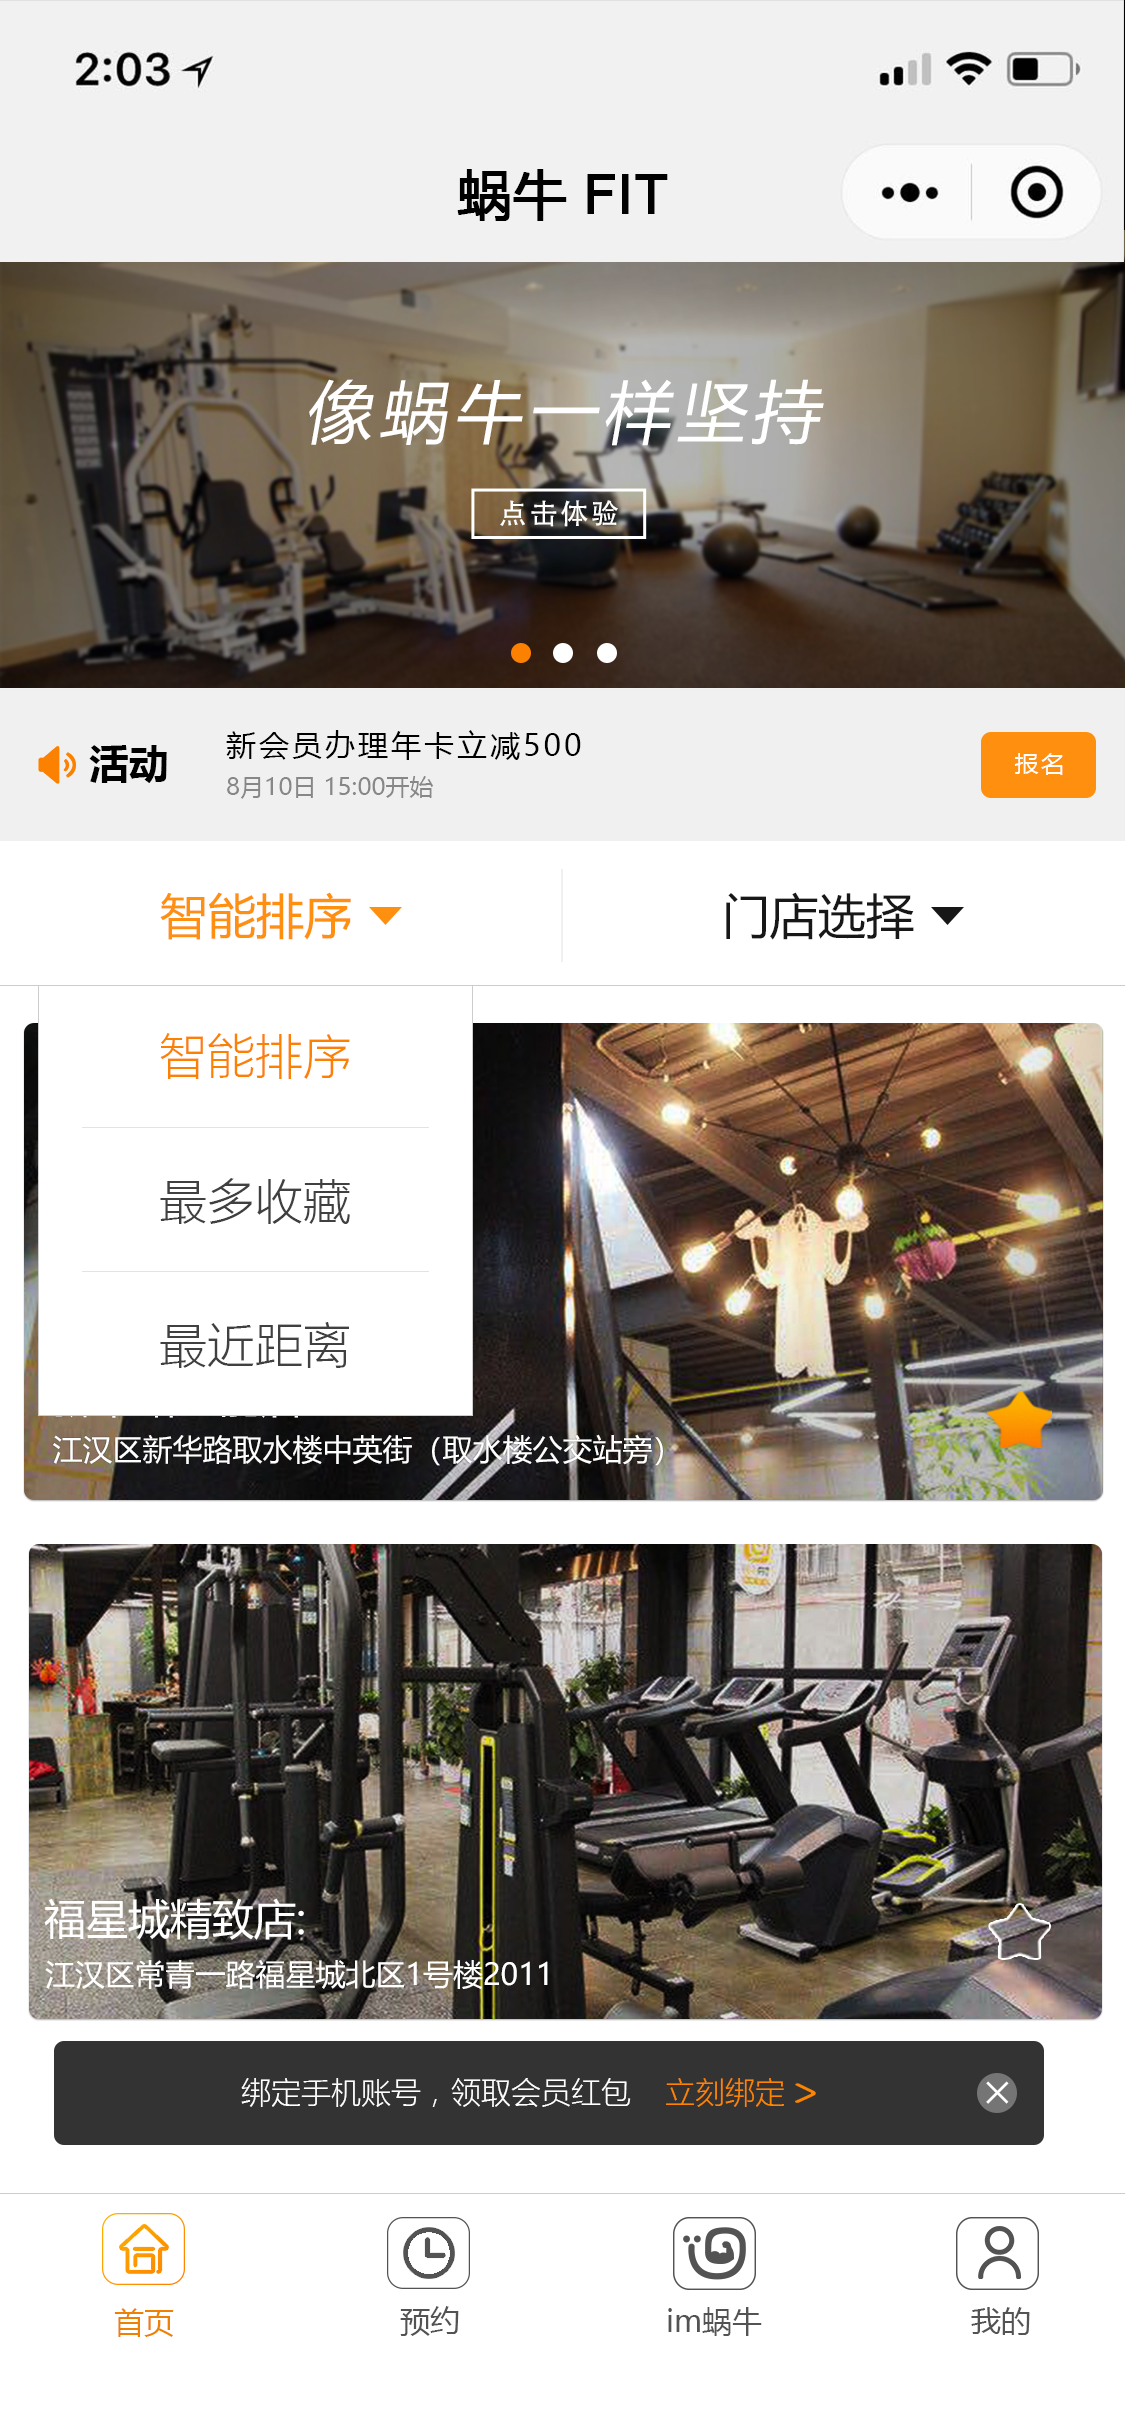 2:03
蜗牛 FIT
像蜗牛一样坚持
点击体验
活动
新会员办理年卡立减500
8月10日 15:00开始
报名
智能排序
门店选择
智能排序
最多收藏
最近距离
江汉区新华路取水楼中英街（取水楼公交站旁）
福星城精致店:
江汉区常青一路福星城北区1号楼2011
绑定手机账号，领取会员红包 立刻绑定 >
首页
预约
im蜗牛
我的